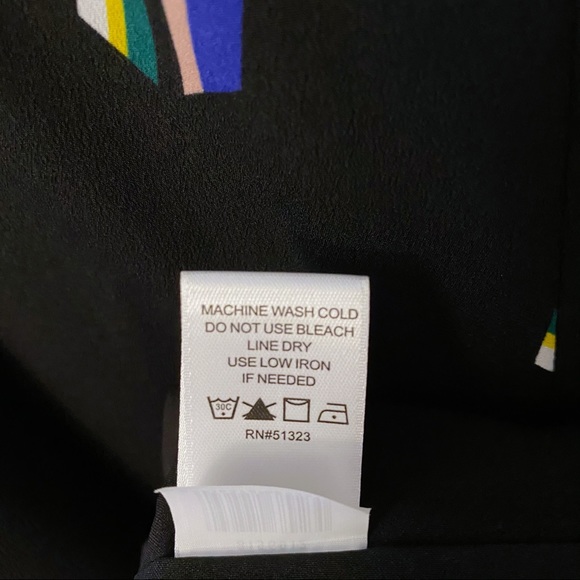 MACHINE WASH COLD
DO NOT USE BLEACH
LINE DRY
USE LOW IRON
IF NEEDED
30C
RN#51323